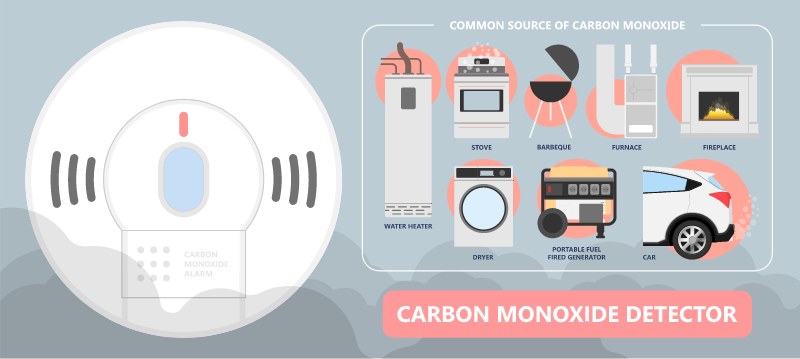 COMMON SOURCE OF CARBON MONOXIDE
STOVE
BARBEQUE
FURNACE
FIREPLACE
WATER HEATER
DRYER
PORTABLE FUEL
FIRED GENERATOR
CAR
CARBON
MONOXIDE
ALARM
CARBON MONOXIDE DETECTOR